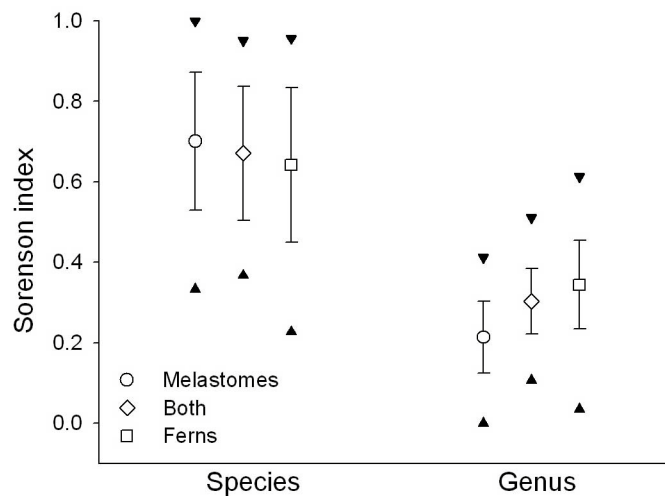 1.0
0.8
0.6
0.4
0.2
0.0
Sorenson index
Melastomes
Both
Ferns
Species Genus